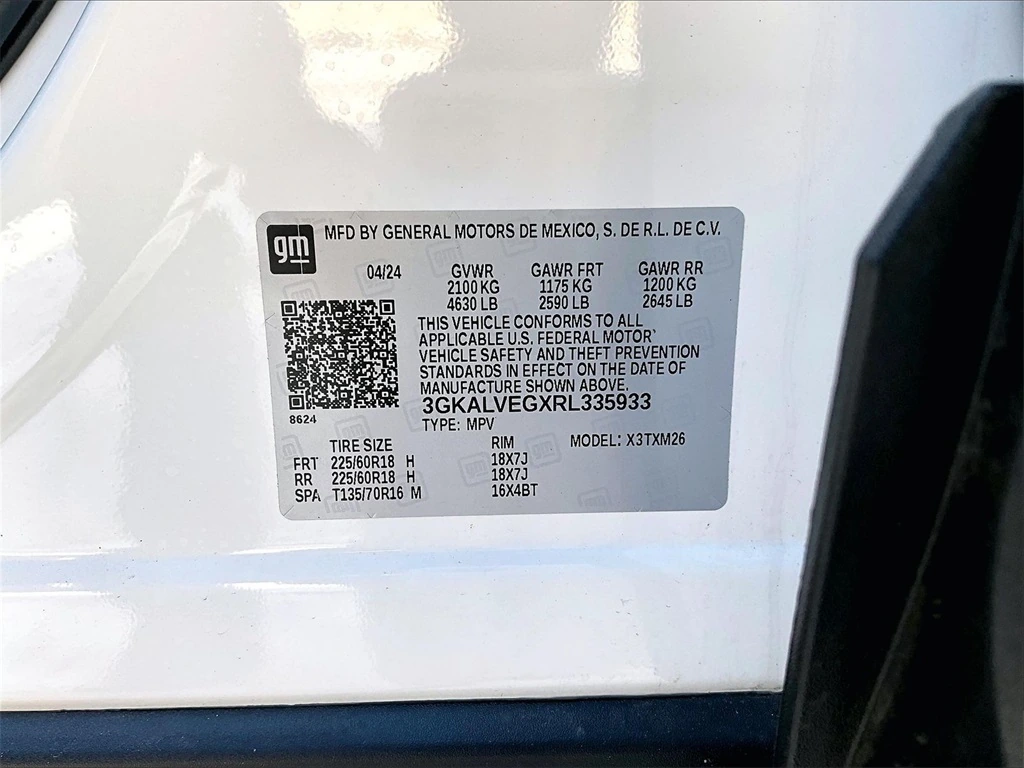 gm
MFD BY GENERAL MOTORS DE MEXICO, S. DE R.L. DE C.V.
04/24 GVWR GAWR FRT GAWR RR
2100 KG 1175 KG 1200 KG
4630 LB 2590 LB 2645 LB
THIS VEHICLE CONFORMS TO ALL
APPLICABLE U.S. FEDERAL MOTOR
VEHICLE SAFETY AND THEFT PREVENTION
STANDARDS IN EFFECT ON THE DATE OF
MANUFACTURE SHOWN ABOVE.
3GKALVEGXRL335933
8624
TYPE: MPV
TIRE SIZE RIM MODEL: X3TXM26
FRT 225/60R18 H 18X7J
RR 225/60R18 H 18X7J
SPA T135/70R16 M 16X4BT